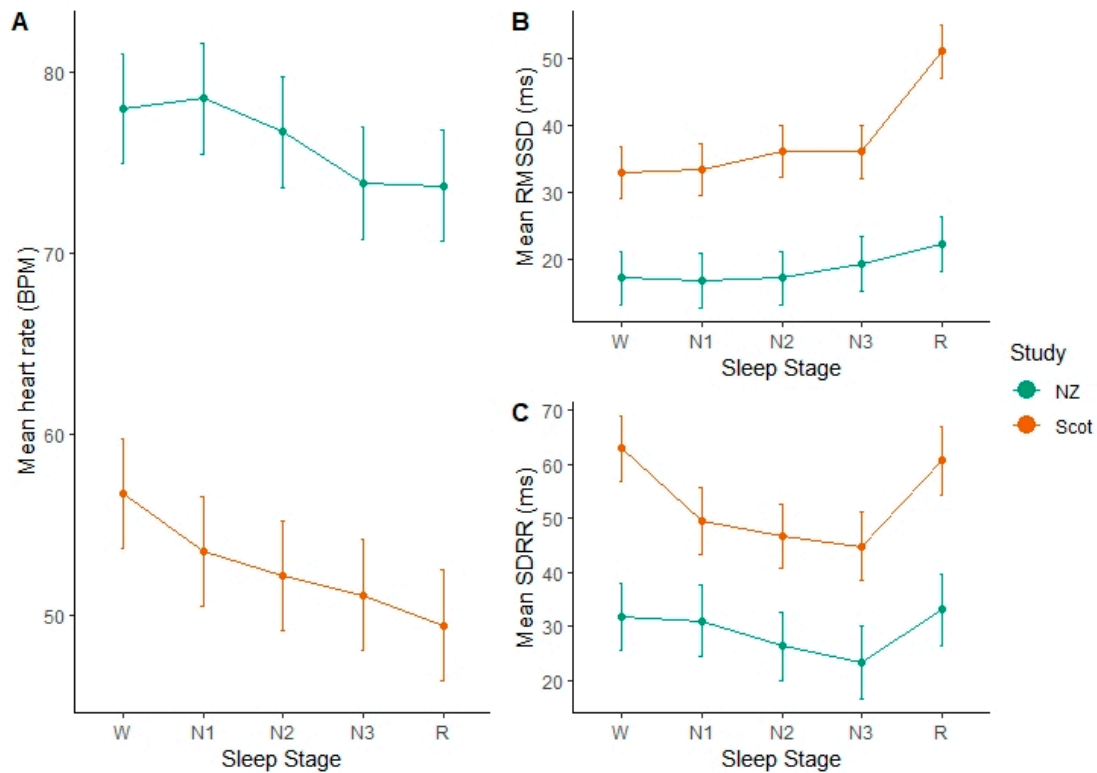 A
Mean heart rate (BPM)
80
70
60
50
W N1 N2 N3 R
Sleep Stage
B
Mean RMSSD (ms)
50
40
30
20
W N1 N2 N3 R
Sleep Stage
C
Mean SDRR (ms)
70
60
50
40
30
20
W N1 N2 N3 R
Sleep Stage
Study
NZ
Scot